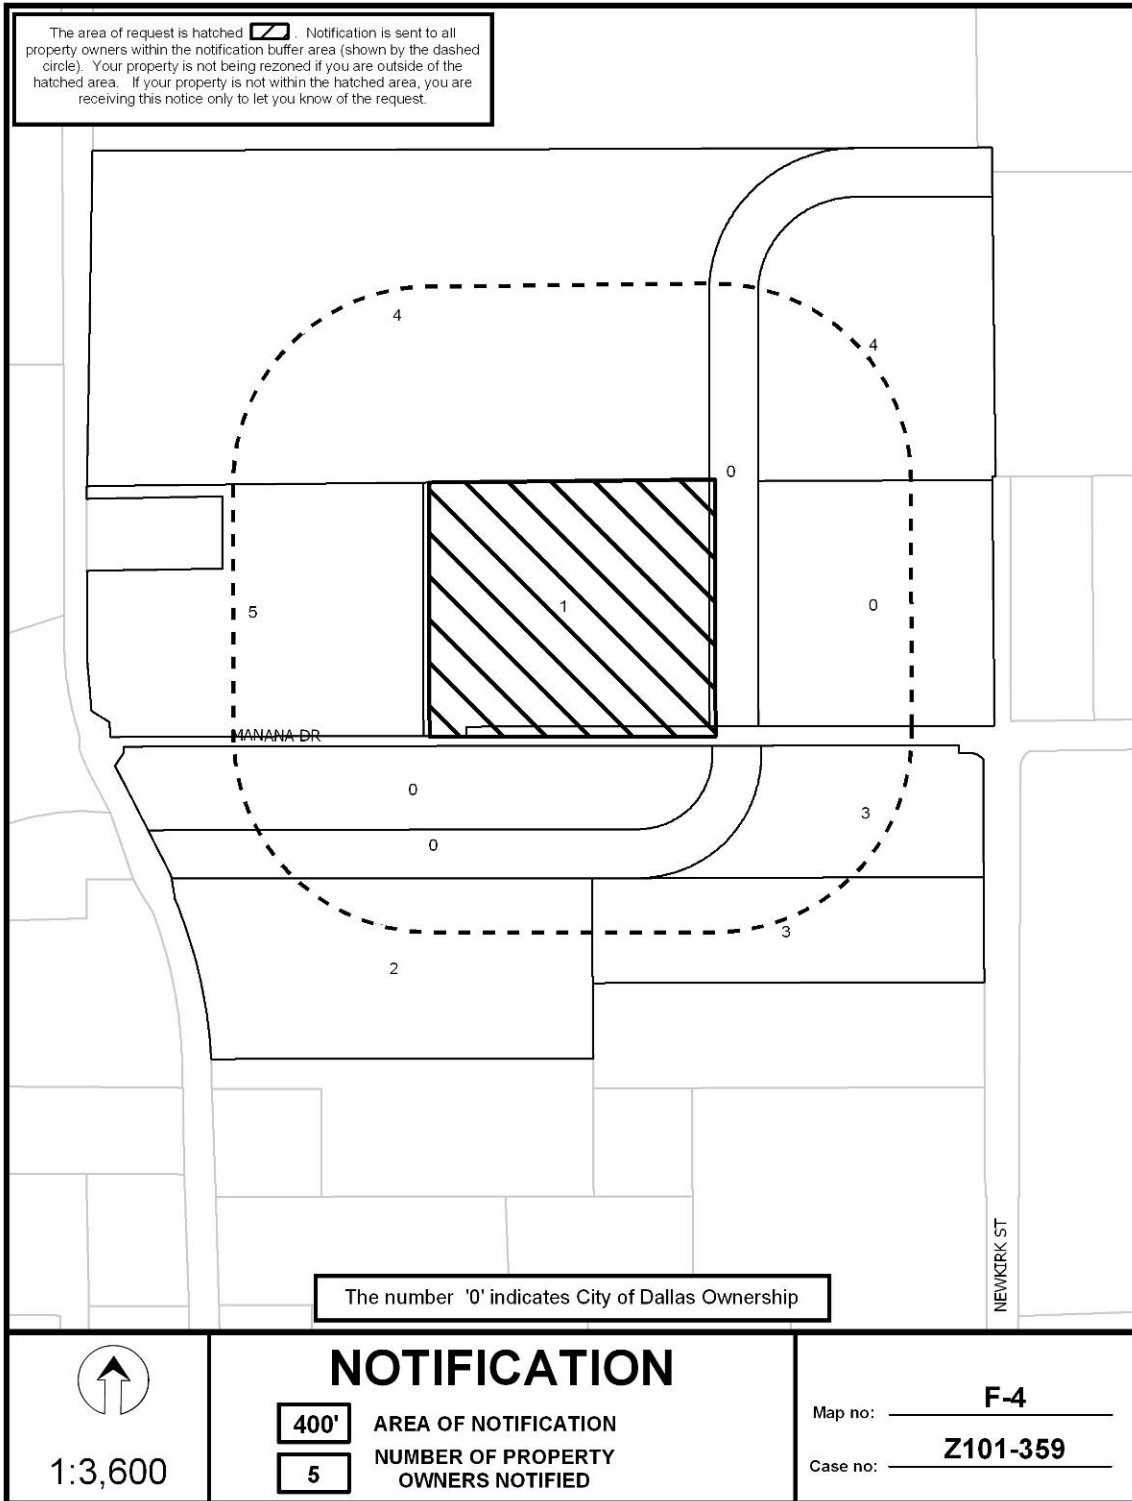 The area of request is hatched . Notification is sent to all
property owners within the notification buffer area (shown by the dashed
circle). Your property is not being rezoned if you are outside of the
hatched area. If your property is not within the hatched area, you are
receiving this notice only to let you know of the request.
4
4
0
1
5
0
MANANA DR
0
3
0
3
2
NEWKIRK ST
The number '0' indicates City of Dallas Ownership
1:3,600
NOTIFICATION
400' AREA OF NOTIFICATION
5 NUMBER OF PROPERTY
OWNERS NOTIFIED
Map no: F-4
Case no: Z101-359